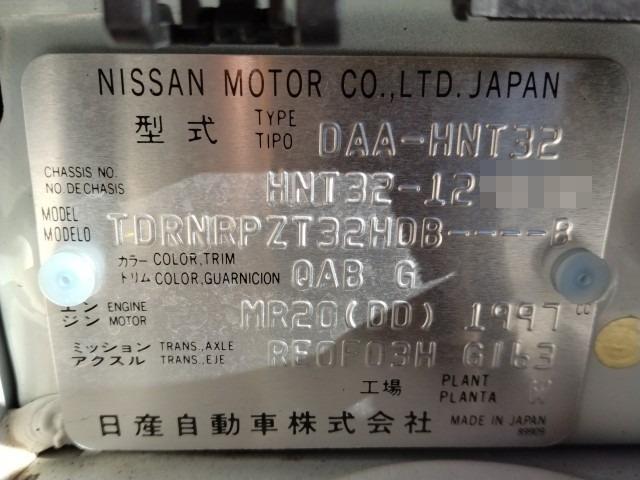 NISSAN MOTOR CO.,LTD. JAPAN
型式 TYPE TIPO DAA-HNT32
CHASSIS NO. NO.DE CHASIS HNT32-12
MODEL MODELO TDRNRPZT32HDB----B
カラー COLOR,TRIM
トリム COLOR,GUARNICION QAB G
エンジン ENGINE MOTOR MR20(DD) 1997cc
ミッション TRANS.,AXLE
アクスル TRANS.,EJE RE0F03H G163
工場 PLANT PLANTA K
日産自動車株式会社 MADE IN JAPAN